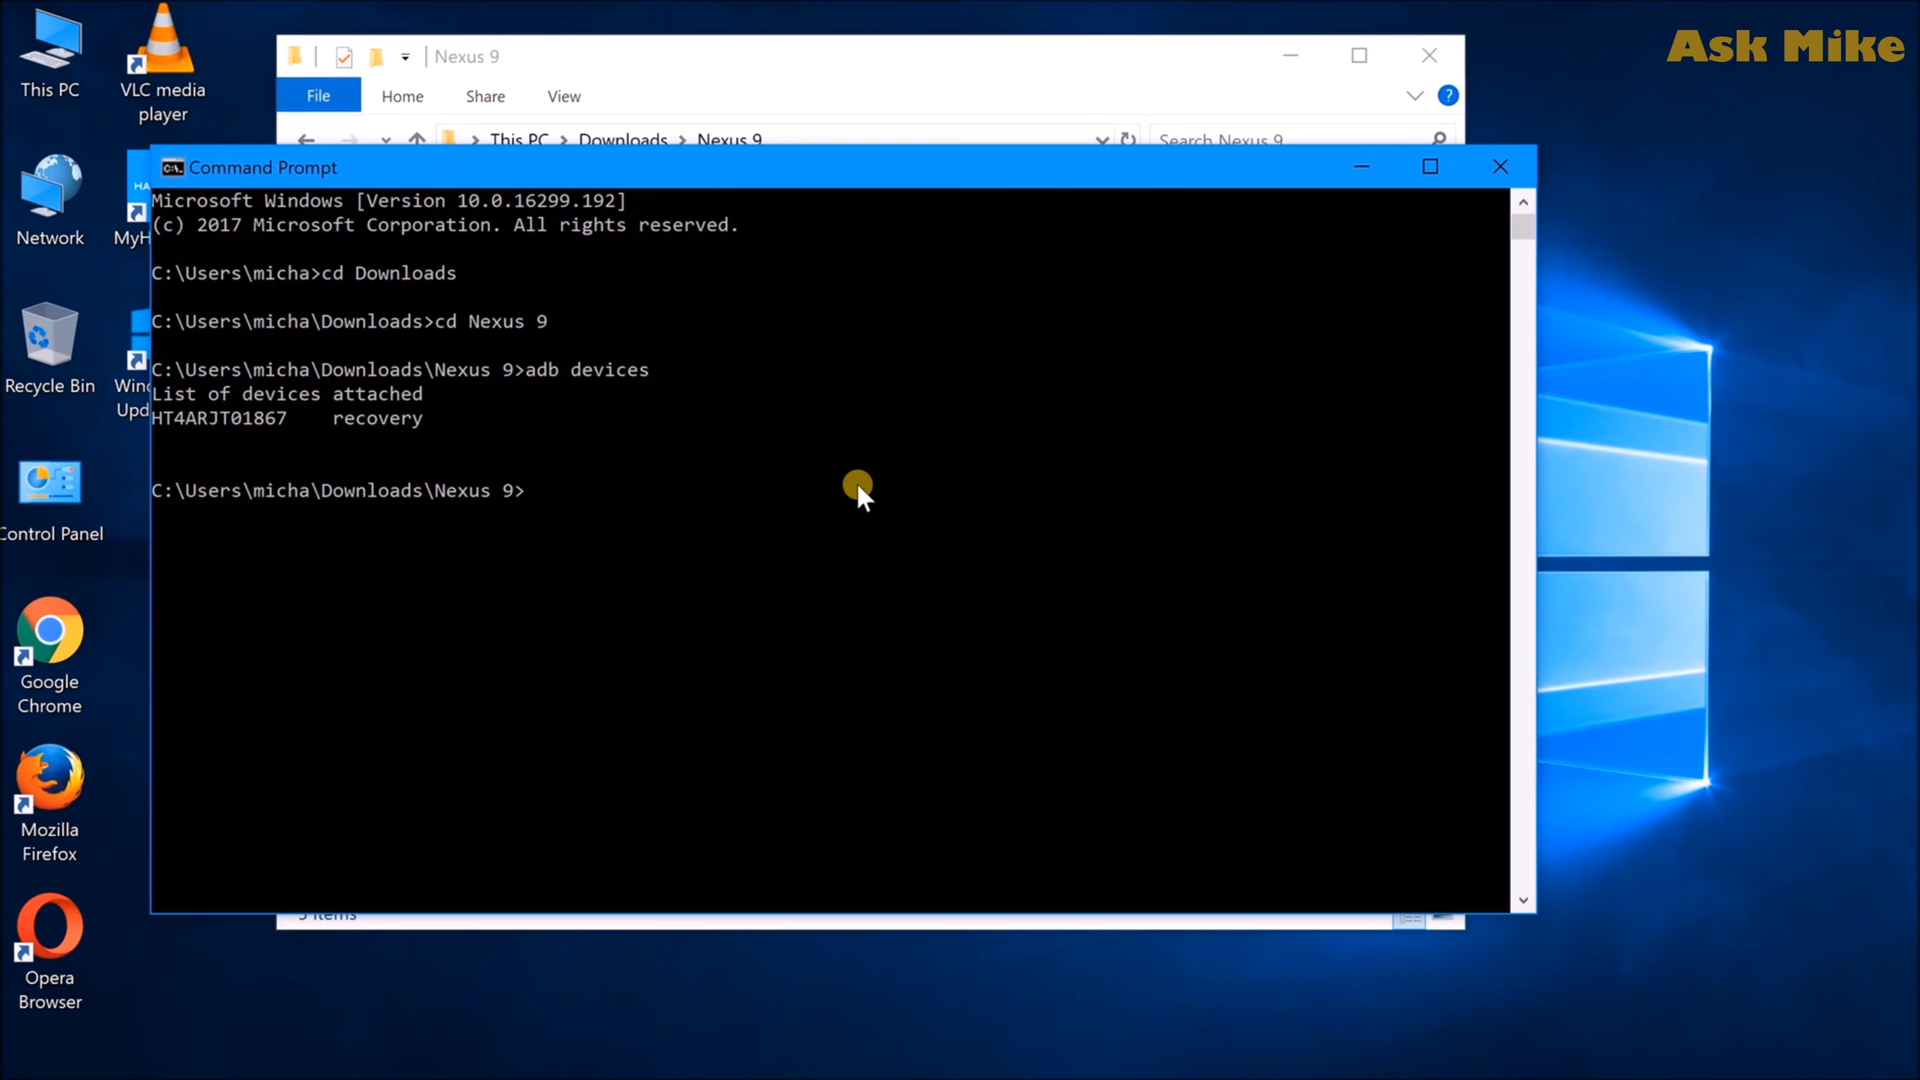 Ask Mike
This PC
VLC media
player
Network
MyH
Recycle Bin
Wind
Upd
Control Panel
Google
Chrome
Mozilla
Firefox
Opera
Browser
Nexus 9
File Home Share View
This PC > Downloads > Nexus 9
Search Nexus 9
Command Prompt
Microsoft Windows [Version 10.0.16299.192]
(c) 2017 Microsoft Corporation. All rights reserved.
C:\Users\micha>cd Downloads
C:\Users\micha\Downloads>cd Nexus 9
C:\Users\micha\Downloads\Nexus 9>adb devices
List of devices attached
HT4ARJT01867 recovery
C:\Users\micha\Downloads\Nexus 9>